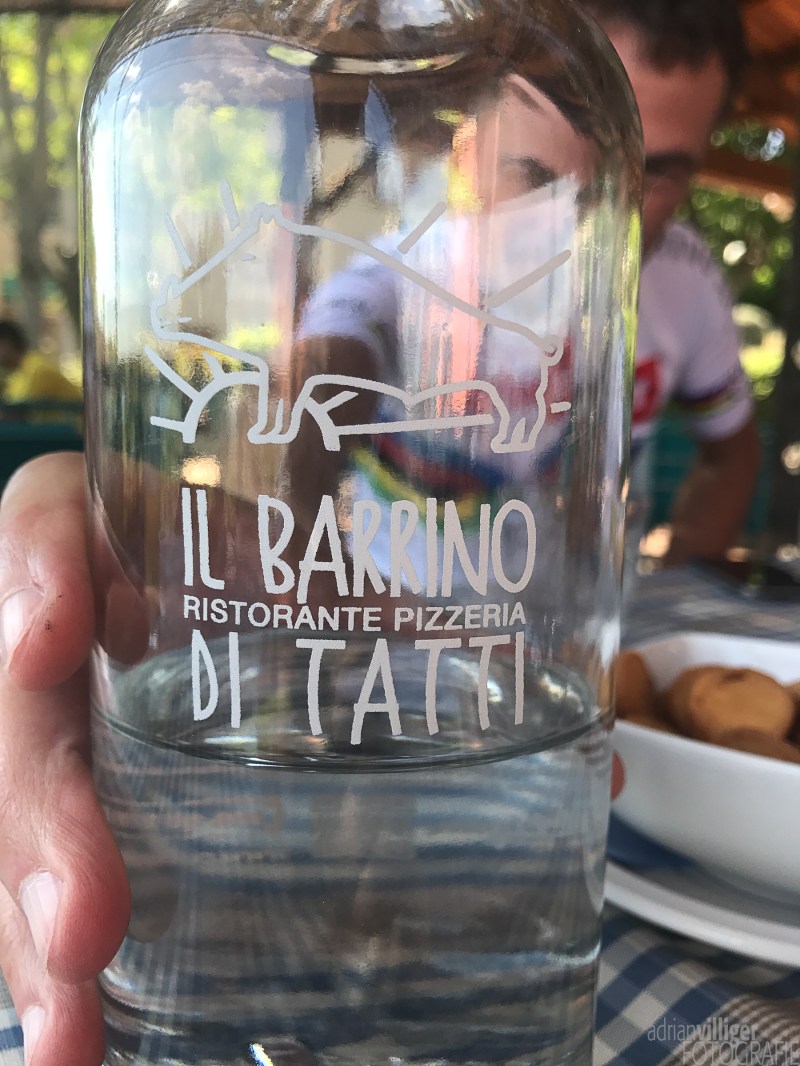 IL BARRINO
RISTORANTE PIZZERIA
DI TATTI
adrianvilliger
FOTOGRAFIE